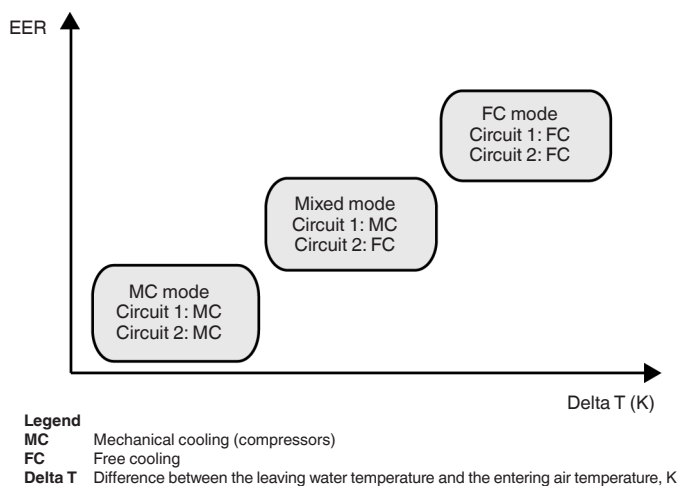 EER
FC mode
Circuit 1: FC
Circuit 2: FC
Mixed mode
Circuit 1: MC
Circuit 2: FC
MC mode
Circuit 1: MC
Circuit 2: MC
Delta T (K)
Legend
MC Mechanical cooling (compressors)
FC Free cooling
Delta T Difference between the leaving water temperature and the entering air temperature, K